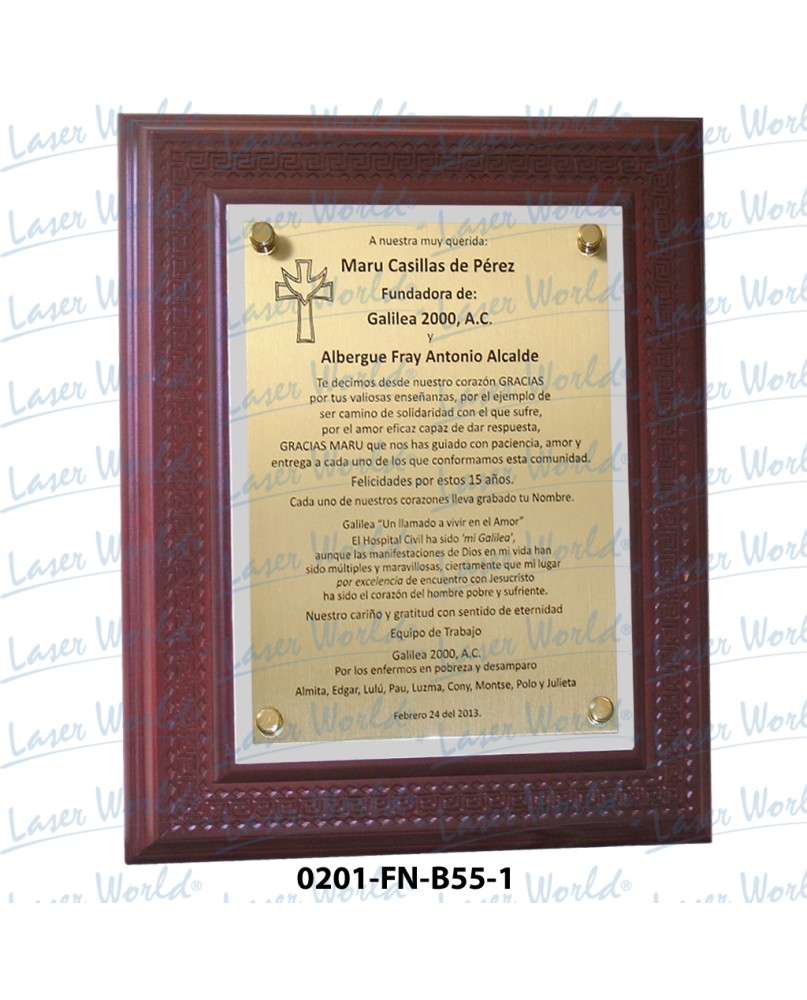 A nuestra muy querida:
Maru Casillas de Pérez
Fundadora de:
Galilea 2000, A.C.
y
Albergue Fray Antonio Alcalde
Te decimos desde nuestro corazón GRACIAS
por tus valiosas enseñanzas, por el ejemplo de
ser camino de solidaridad con el que sufre,
por el amor eficaz capaz de dar respuesta,
GRACIAS MARU que nos has guiado con paciencia, amor y
entrega a cada uno de los que conformamos esta comunidad.
Felicidades por estos 15 años.
Cada uno de nuestros corazones lleva grabado tu Nombre.
Galilea “Un llamado a vivir en el Amor”
El Hospital Civil ha sido 'mi Galilea',
aunque las manifestaciones de Dios en mi vida han
sido múltiples y maravillosas, ciertamente que mi lugar
por excelencia de encuentro con Jesucristo
ha sido el corazón del hombre pobre y sufriente.
Nuestro cariño y gratitud con sentido de eternidad
Equipo de Trabajo
Galilea 2000, A.C.
Por los enfermos en pobreza y desamparo
Almita, Edgar, Lulú, Pau, Luzma, Cony, Montse, Polo y Julieta
Febrero 24 del 2013.
0201-FN-B55-1
Laser World®